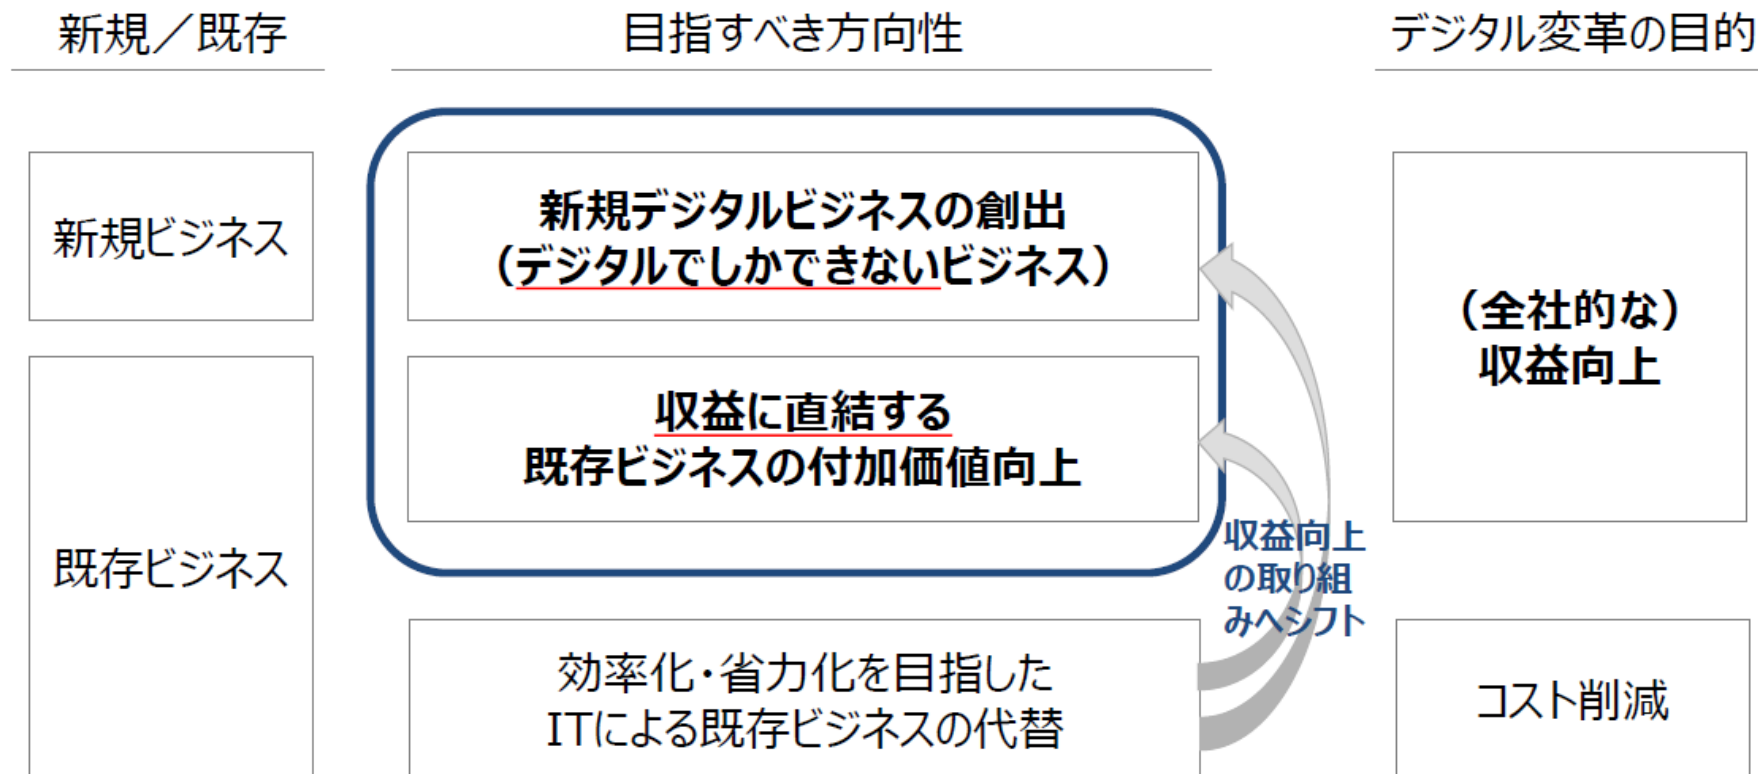 新規／既存
目指すべき方向性
デジタル変革の目的
新規ビジネス
新規デジタルビジネスの創出
（デジタルでしかできないビジネス）
（全社的な）
収益向上
既存ビジネス
収益に直結する
既存ビジネスの付加価値向上
収益向上
の取り組
みへシフト
効率化・省力化を目指した
ITによる既存ビジネスの代替
コスト削減